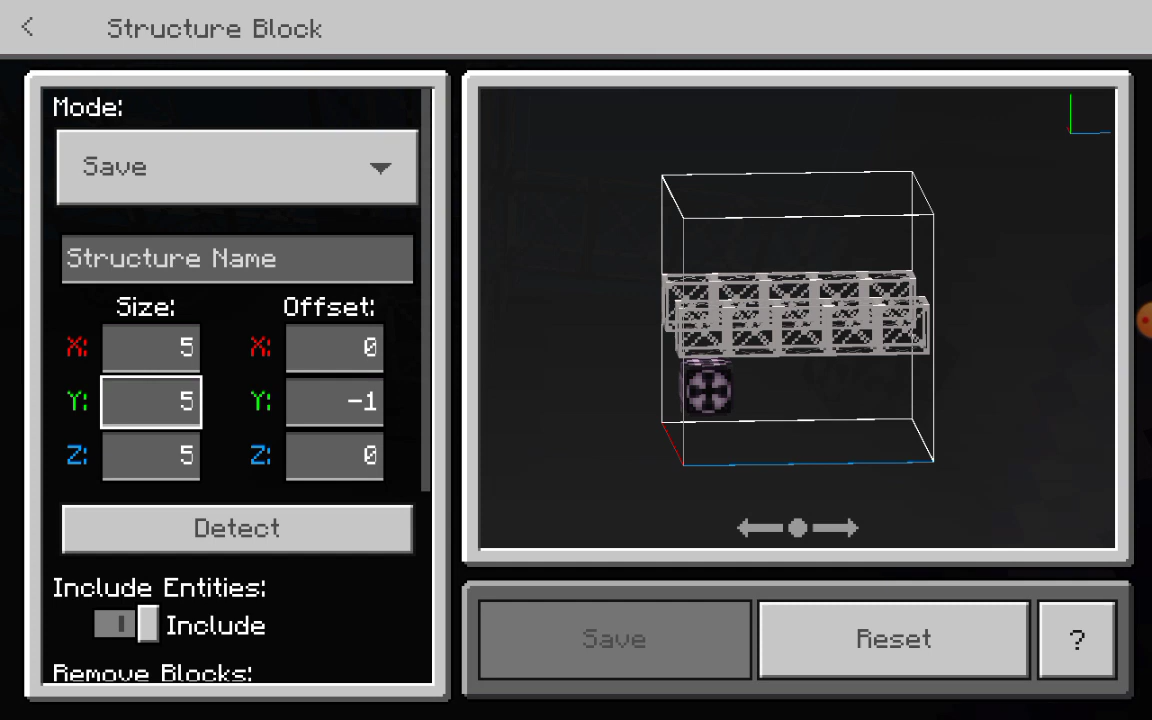 Structure Block
Mode:
Save
Structure Name
Size: Offset:
X: 5 X: 0
Y: 5 Y: -1
Z: 5 Z: 0
Detect
Include Entities:
Include
Remove Blocks:
Save Reset ?